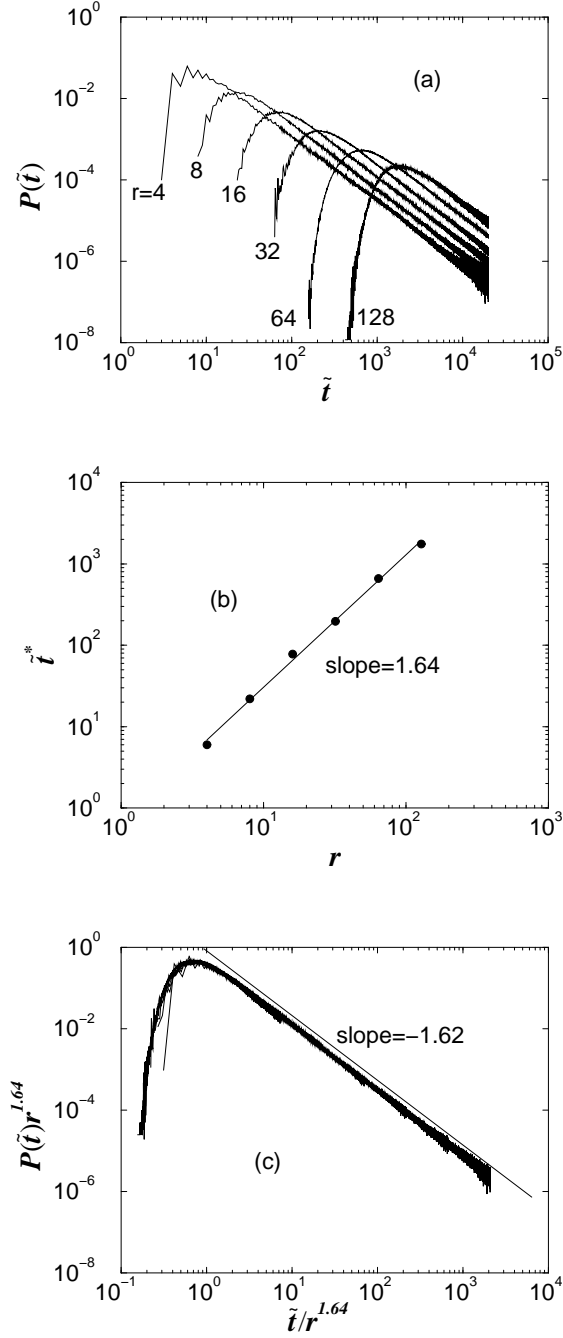 10^0
10^-2
10^-4
10^-6
10^-8
P(t̃)
(a)
r=4
8
16
32
64
128
10^0 10^1 10^2 10^3 10^4 10^5
t̃
10^4
10^3
10^2
10^1
10^0
t̃*
(b)
slope=1.64
10^0 10^1 10^2 10^3
r
10^0
10^-2
10^-4
10^-6
10^-8
P(t̃)r^1.64
slope=−1.62
(c)
10^−1 10^0 10^1 10^2 10^3 10^4
t̃/r^1.64